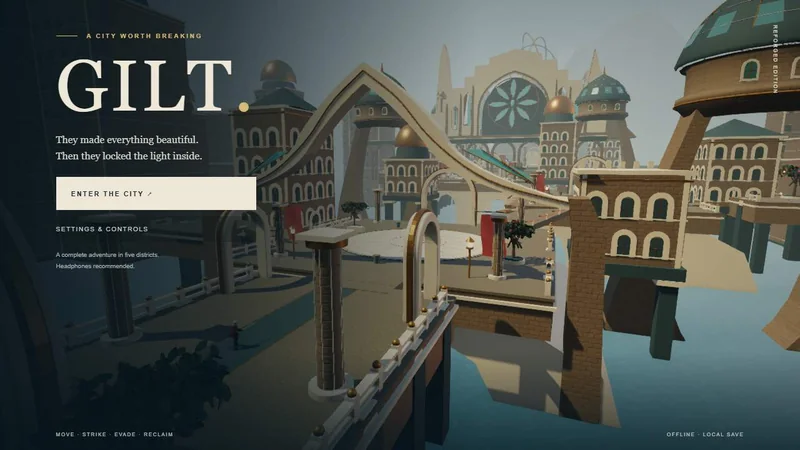 A CITY WORTH BREAKING
GILT.
They made everything beautiful.
Then they locked the light inside.
ENTER THE CITY ↗
SETTINGS & CONTROLS
A complete adventure in five districts.
Headphones recommended.
MOVE · STRIKE · EVADE · RECLAIM
OFFLINE · LOCAL SAVE
REFORGED EDITION